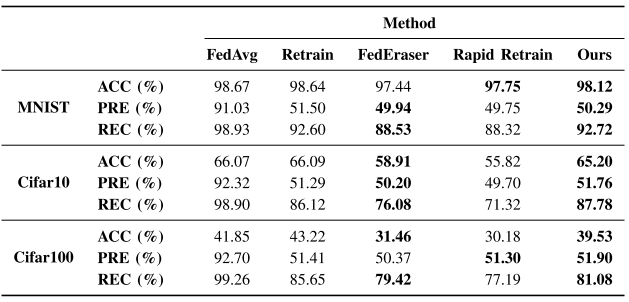 Method
FedAvg Retrain FedEraser Rapid Retrain Ours
ACC (%) 98.67 98.64 97.44 97.75 98.12
MNIST PRE (%) 91.03 51.50 49.94 49.75 50.29
REC (%) 98.93 92.60 88.53 88.32 92.72
ACC (%) 66.07 66.09 58.91 55.82 65.20
Cifar10 PRE (%) 92.32 51.29 50.20 49.70 51.76
REC (%) 98.90 86.12 76.08 71.32 87.78
ACC (%) 41.85 43.22 31.46 30.18 39.53
Cifar100 PRE (%) 92.70 51.41 50.37 51.30 51.90
REC (%) 99.26 85.65 79.42 77.19 81.08